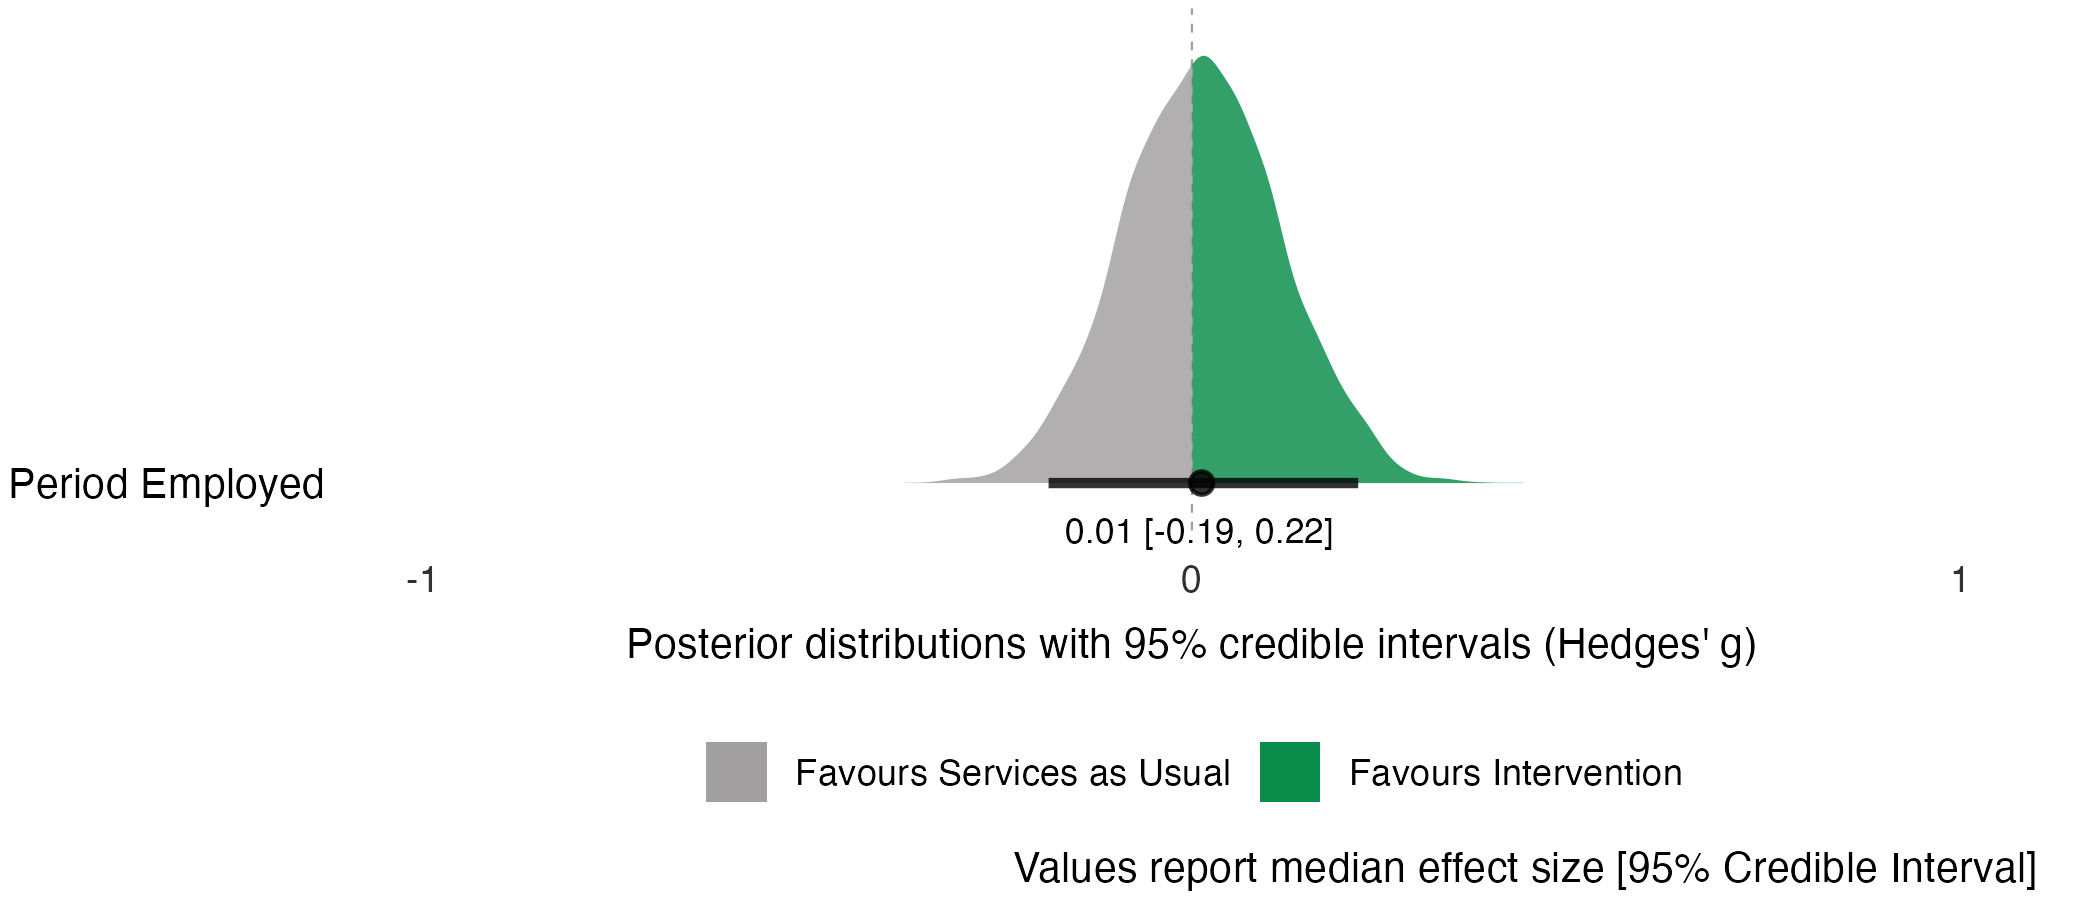 Period Employed
0.01 [-0.19, 0.22]
-1 0 1
Posterior distributions with 95% credible intervals (Hedges' g)
Favours Services as Usual Favours Intervention
Values report median effect size [95% Credible Interval]